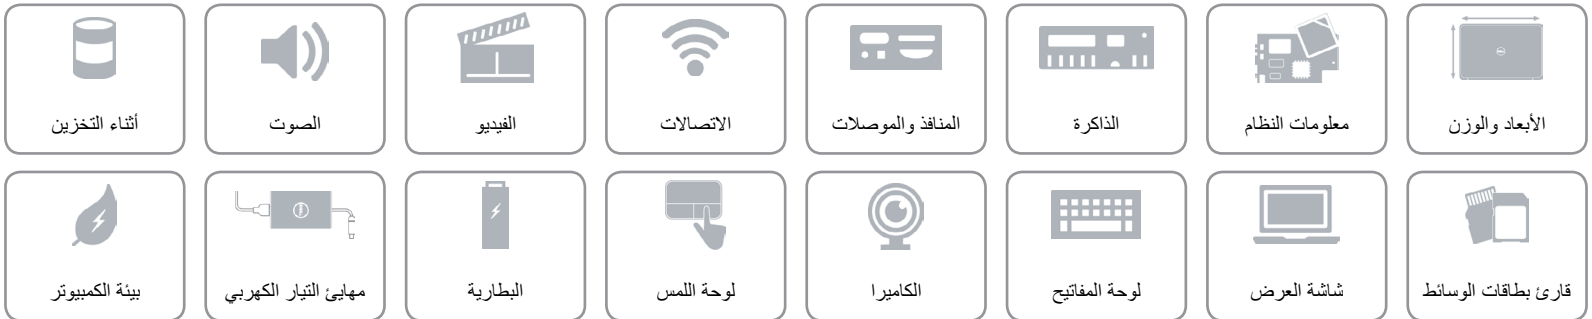 الأبعاد والوزن
معلومات النظام
الذاكرة
المنافذ والموصلات
الاتصالات
الفيديو
الصوت
أثناء التخزين
قارئ بطاقات الوسائط
شاشة العرض
لوحة المفاتيح
الكاميرا
لوحة اللمس
البطارية
مهايئ التيار الكهربي
بيئة الكمبيوتر